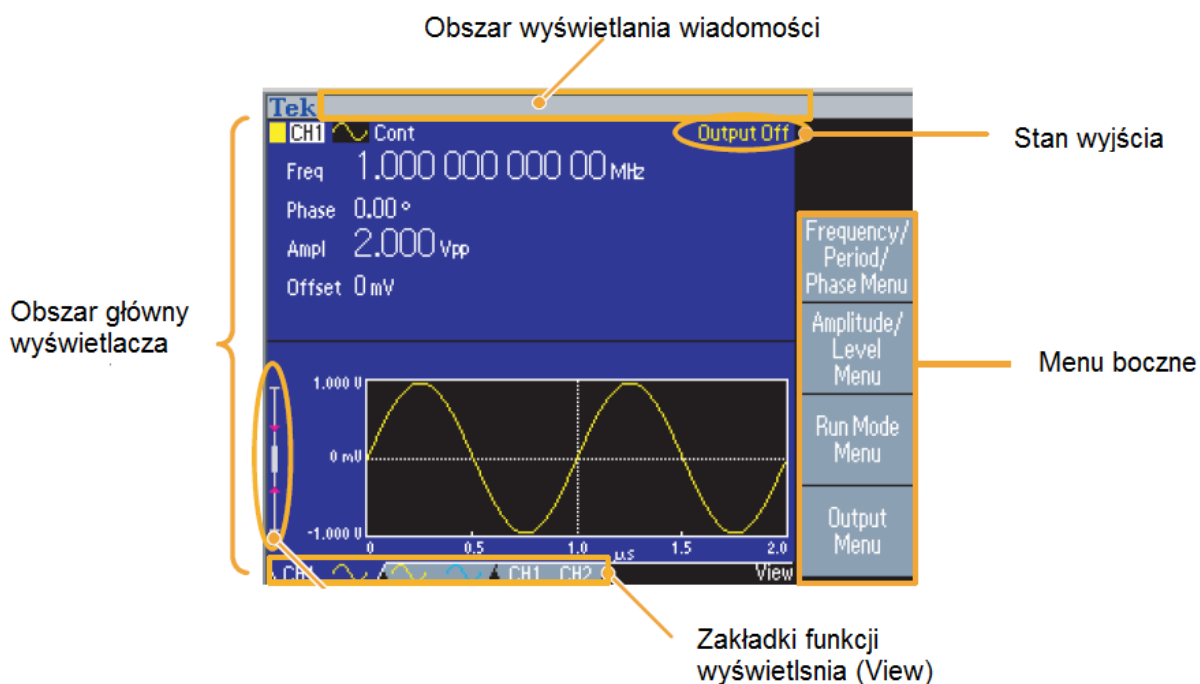 Obszar wyświetlania wiadomości
Tek
CH1 Cont Output Off
Stan wyjścia
Freq 1.000 000 000 00 MHz
Phase 0.00 °
Ampl 2.000 Vpp
Offset 0 mV
Frequency/
Period/
Phase Menu
Obszar główny
wyświetlacza
Amplitude/
Level
Menu
Menu boczne
Run Mode
Menu
Output
Menu
1.000 V
0 mV
-1.000 V
0 0.5 1.0 µs 1.5 2.0
CH1 CH1 CH2 View
Zakładki funkcji
wyświetlsnia (View)